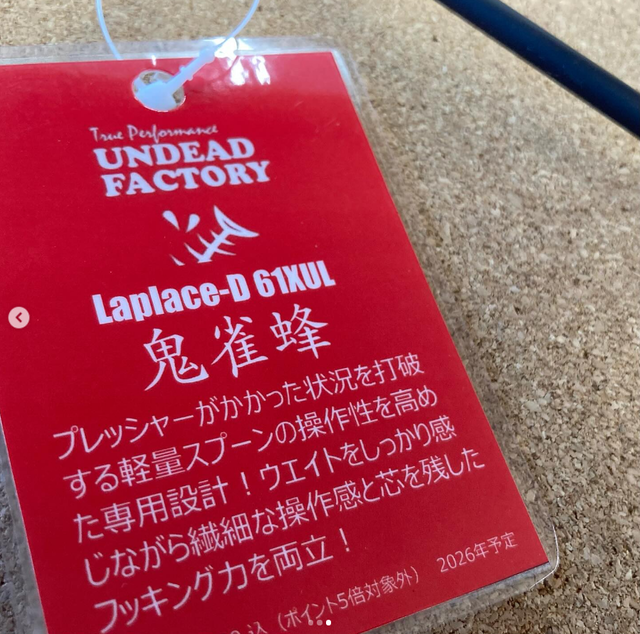 True Performance
UNDEAD
FACTORY
Laplace-D 61XUL
鬼雀蜂
プレッシャーがかかった状況を打破
する軽量スプーンの操作性を高め
た専用設計！ウエイトをしっかり感
じながら繊細な操作感と芯を残した
フッキング力を両立！
込（ポイント5倍対象外） 2026年予定